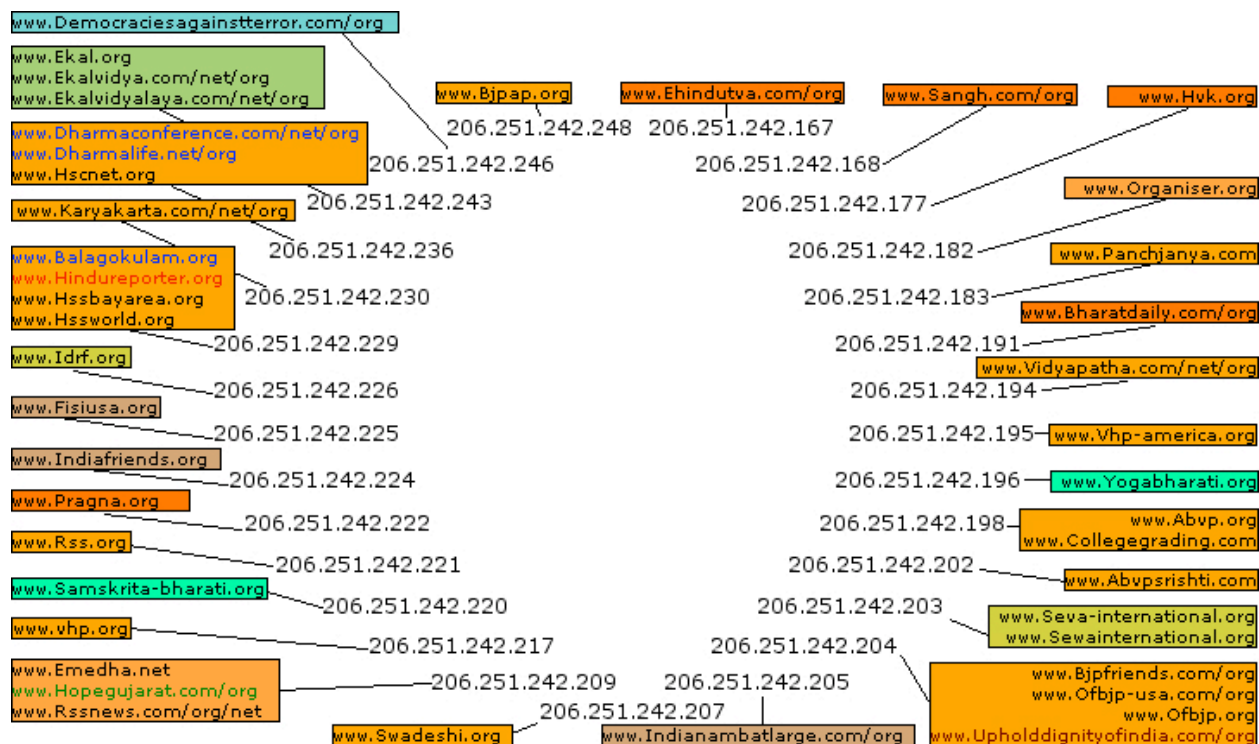 www.Democraciesagainstterror.com/org
www.Ekal.org
www.Ekalvidya.com/net/org
www.Ekalvidyalaya.com/net/org
www.Bjpap.org
www.Ehindutva.com/org
www.Sangh.com/org
www.Hvk.org
206.251.242.248
206.251.242.167
www.Dharmaconference.com/net/org
www.Dharmalife.net/org
www.Hscnet.org
206.251.242.246
206.251.242.168
www.Organiser.org
206.251.242.243
206.251.242.177
www.Karyakarta.com/net/org
206.251.242.236
206.251.242.182
www.Panchjanya.com
www.Balagokulam.org
www.Hindureporter.org
www.Hssbayarea.org
www.Hssworld.org
206.251.242.230
206.251.242.183
www.Bharatdaily.com/org
206.251.242.229
206.251.242.191
www.Idrf.org
www.Vidyapatha.com/net/org
206.251.242.226
206.251.242.194
www.Fisiusa.org
206.251.242.225
206.251.242.195
www.Vhp-america.org
www.Indiafriends.org
206.251.242.224
206.251.242.196
www.Yogabharati.org
www.Pragna.org
206.251.242.222
206.251.242.198
www.Abvp.org
www.Collegegrading.com
www.Rss.org
206.251.242.221
206.251.242.202
www.Abvpsrishti.com
www.Samskrita-bharati.org
206.251.242.220
206.251.242.203
www.Seva-international.org
www.Sewainternational.org
www.vhp.org
206.251.242.217
206.251.242.204
www.Emedha.net
www.Hopegujarat.com/org
www.Rssnews.com/org/net
206.251.242.209
206.251.242.205
www.Bjpfriends.com/org
www.Ofbjp-usa.com/org
www.Ofbjp.org
www.Upholddignityofindia.com/org
206.251.242.207
www.Swadeshi.org
www.Indianambatlarge.com/org